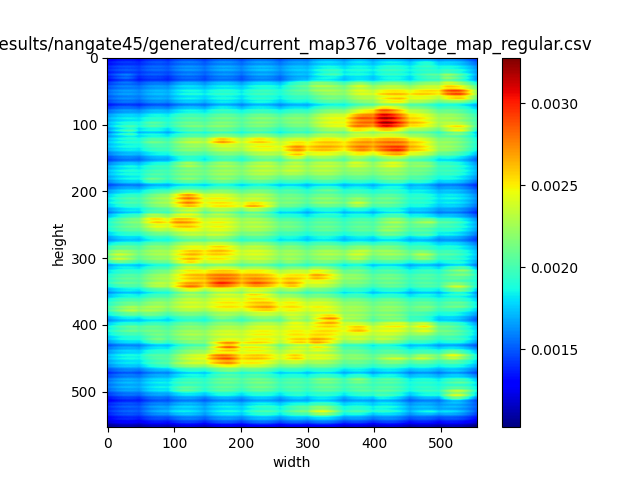 esults/nangate45/generated/current_map376_voltage_map_regular.csv
0
100
200
300
400
500
height
0 100 200 300 400 500
width
0.0030
0.0025
0.0020
0.0015